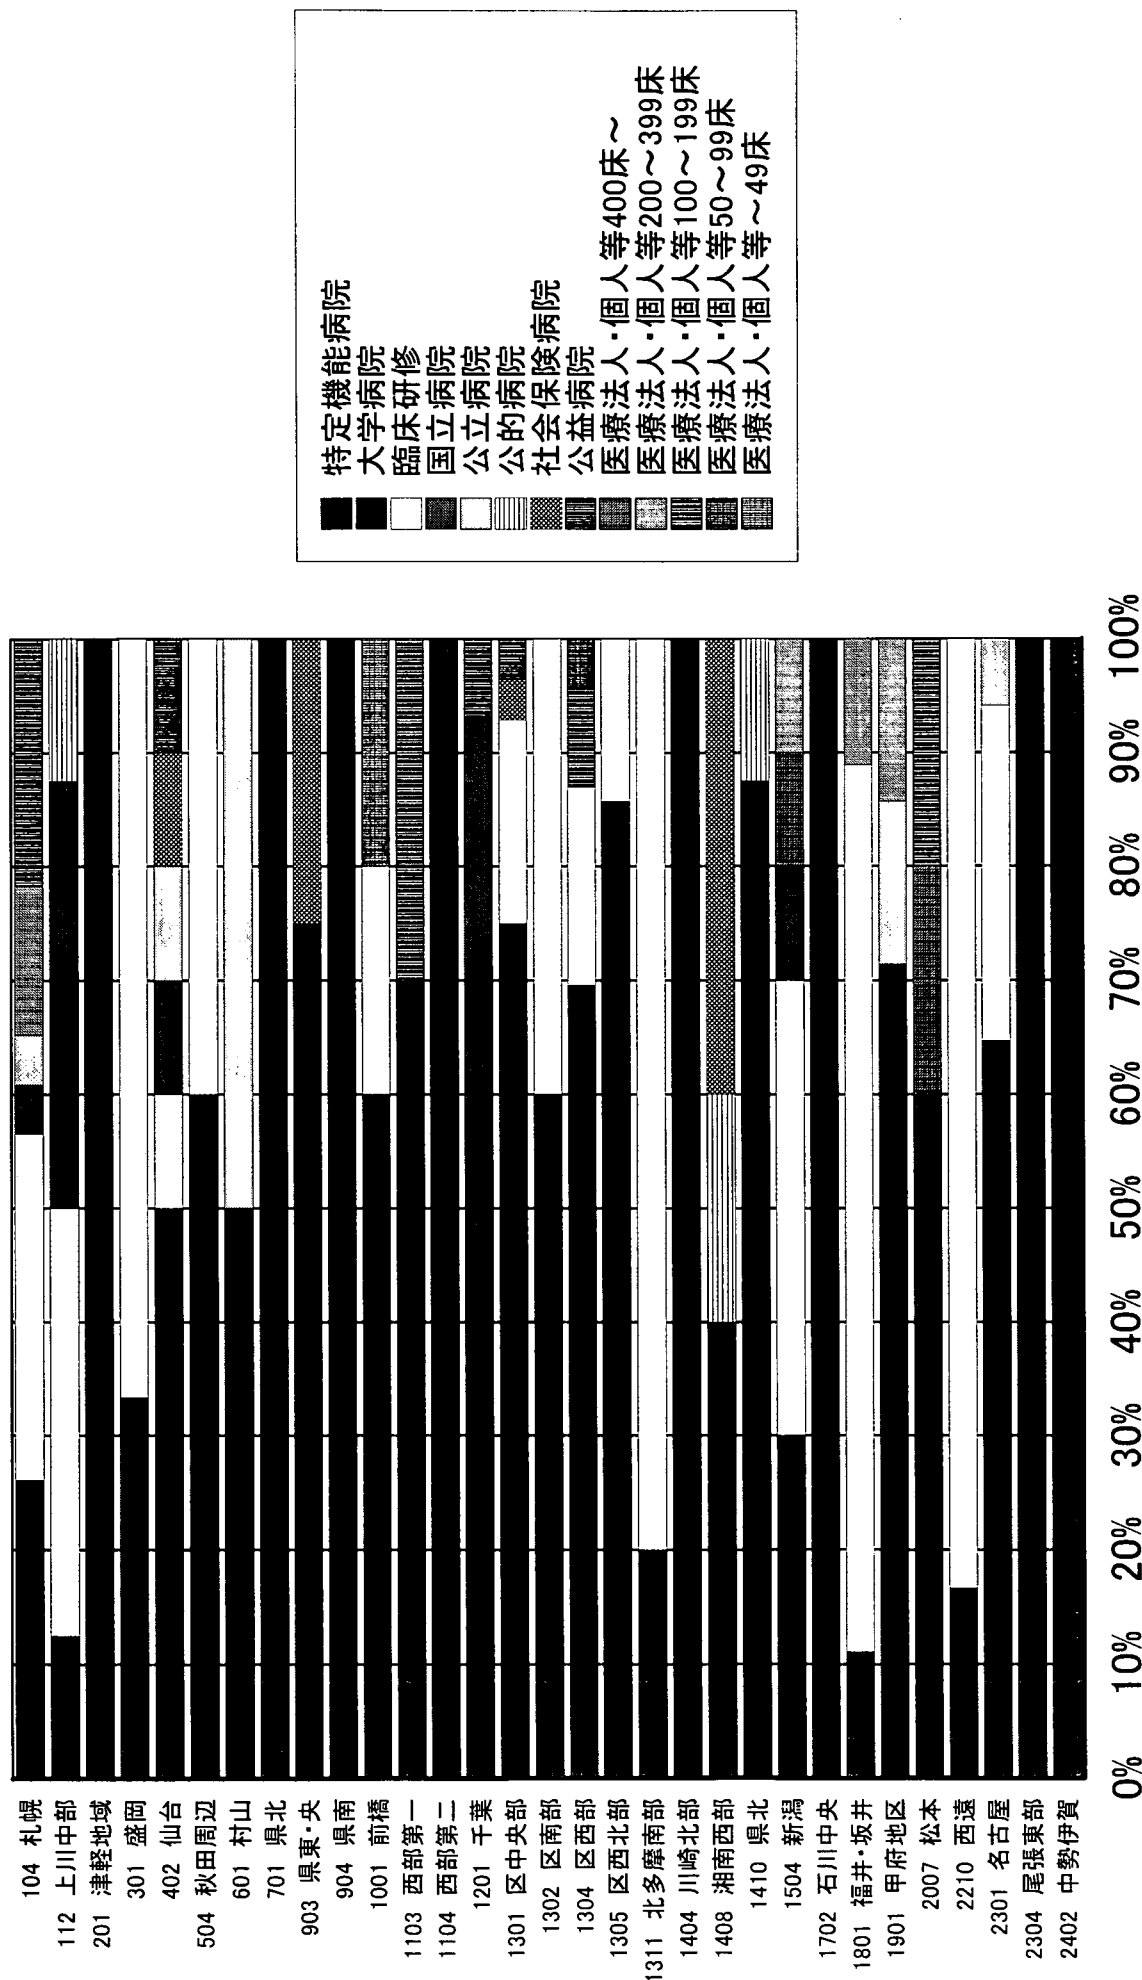 特定機能病院
大学病院
臨床研修
国立病院
公立病院
公的病院
社会保険病院
公益病院
医療法人・個人等400床～
医療法人・個人等200～399床
医療法人・個人等100～199床
医療法人・個人等50～99床
医療法人・個人等～49床
104 札幌
112 上川中部
201 津軽地域
301 盛岡
402 仙台
504 秋田周辺
601 村山
701 県北
903 県東・央
904 県南
1001 前橋
1103 西部第一
1104 西部第二
1201 千葉
1301 区中央部
1302 区南部
1304 区西部
1305 区西北部
1311 北多摩南部
1404 川崎北部
1408 湘南西部
1410 県北
1504 新潟
1702 石川中央
1801 福井・坂井
1901 甲府地区
2007 松本
2210 西遠
2301 名古屋
2304 尾張東部
2402 中勢伊賀
0% 10% 20% 30% 40% 50% 60% 70% 80% 90% 100%